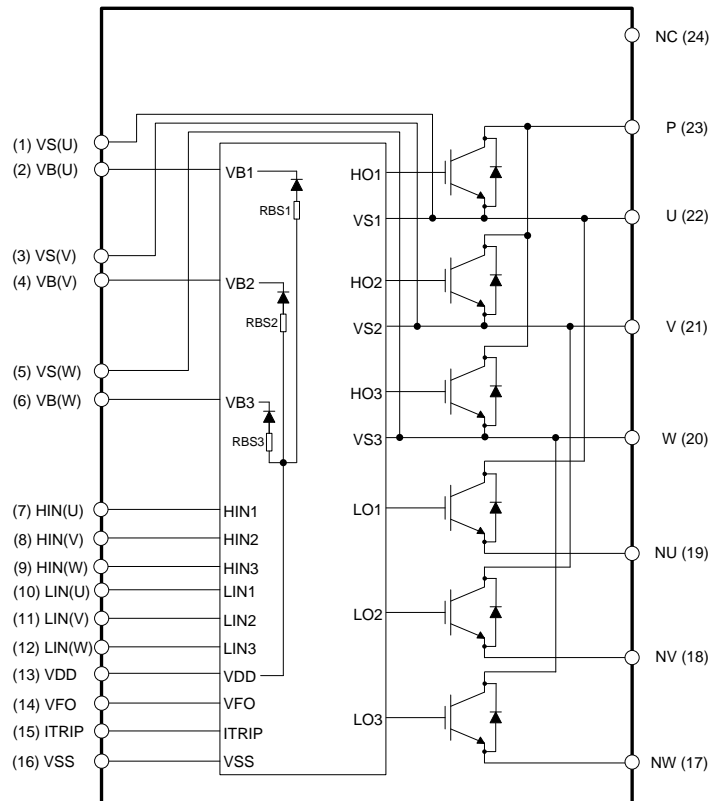 NC (24)
(1) VS(U)
(2) VB(U)
(3) VS(V)
(4) VB(V)
(5) VS(W)
(6) VB(W)
(7) HIN(U)
(8) HIN(V)
(9) HIN(W)
(10) LIN(U)
(11) LIN(V)
(12) LIN(W)
(13) VDD
(14) VFO
(15) ITRIP
(16) VSS
VB1
RBS1
VB2
RBS2
VB3
RBS3
HIN1
HIN2
HIN3
LIN1
LIN2
LIN3
VDD
VFO
ITRIP
VSS
HO1
VS1
HO2
VS2
HO3
VS3
LO1
LO2
LO3
P (23)
U (22)
V (21)
W (20)
NU (19)
NV (18)
NW (17)